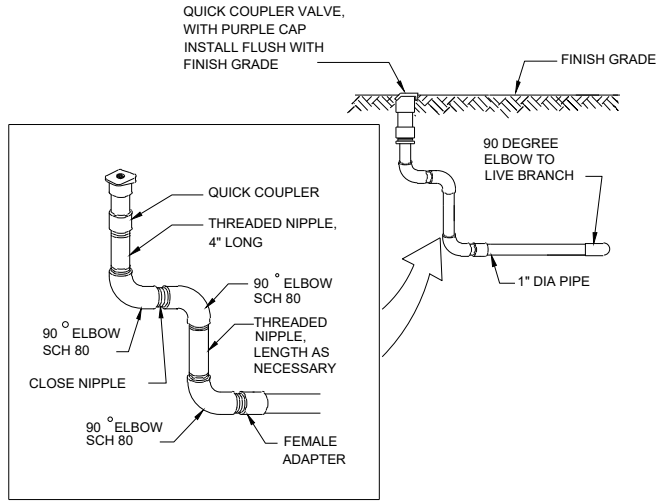 QUICK COUPLER VALVE,
WITH PURPLE CAP
INSTALL FLUSH WITH
FINISH GRADE
FINISH GRADE
90 DEGREE
ELBOW TO
LIVE BRANCH
1" DIA PIPE
QUICK COUPLER
THREADED NIPPLE,
4" LONG
90° ELBOW
SCH 80
90° ELBOW
SCH 80
THREADED
NIPPLE,
LENGTH AS
NECESSARY
CLOSE NIPPLE
90° ELBOW
SCH 80
FEMALE
ADAPTER